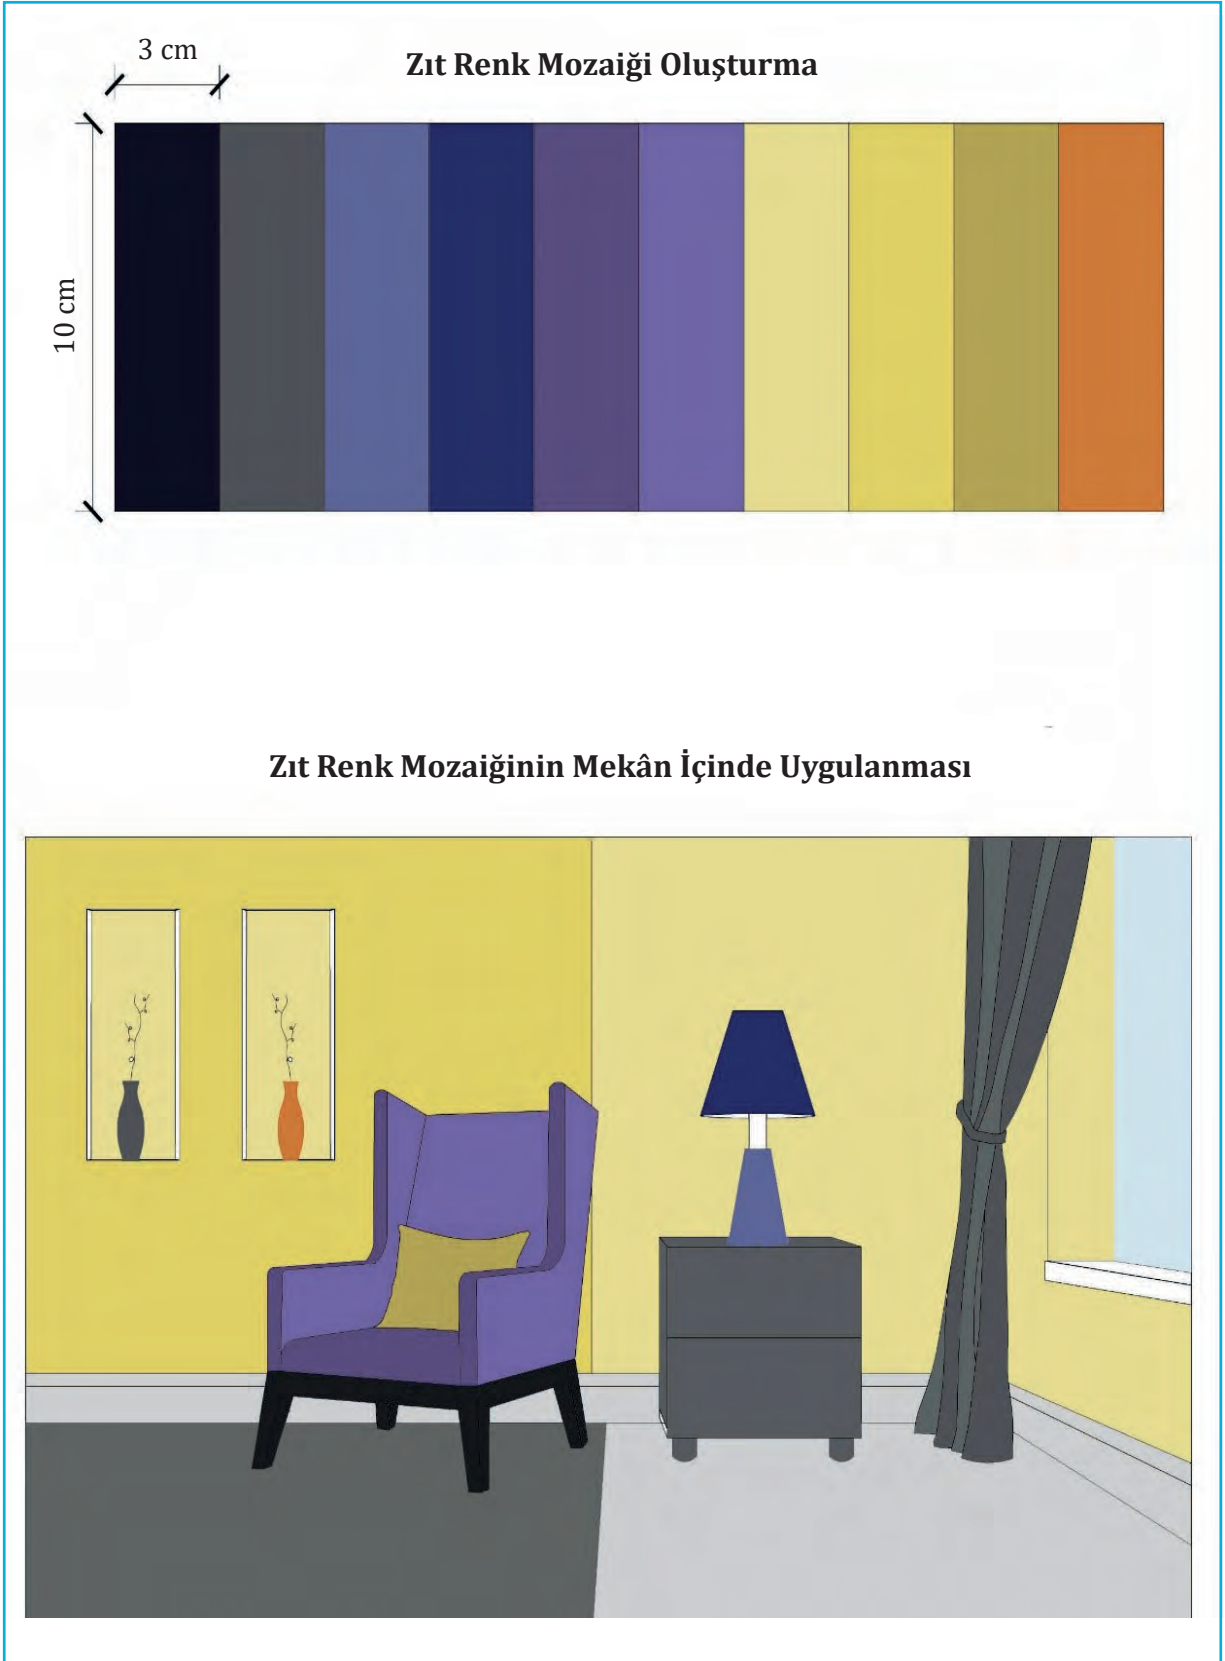 3 cm
Zıt Renk Mozaiği Oluşturma
10 cm
Zıt Renk Mozaiğinin Mekân İçinde Uygulanması